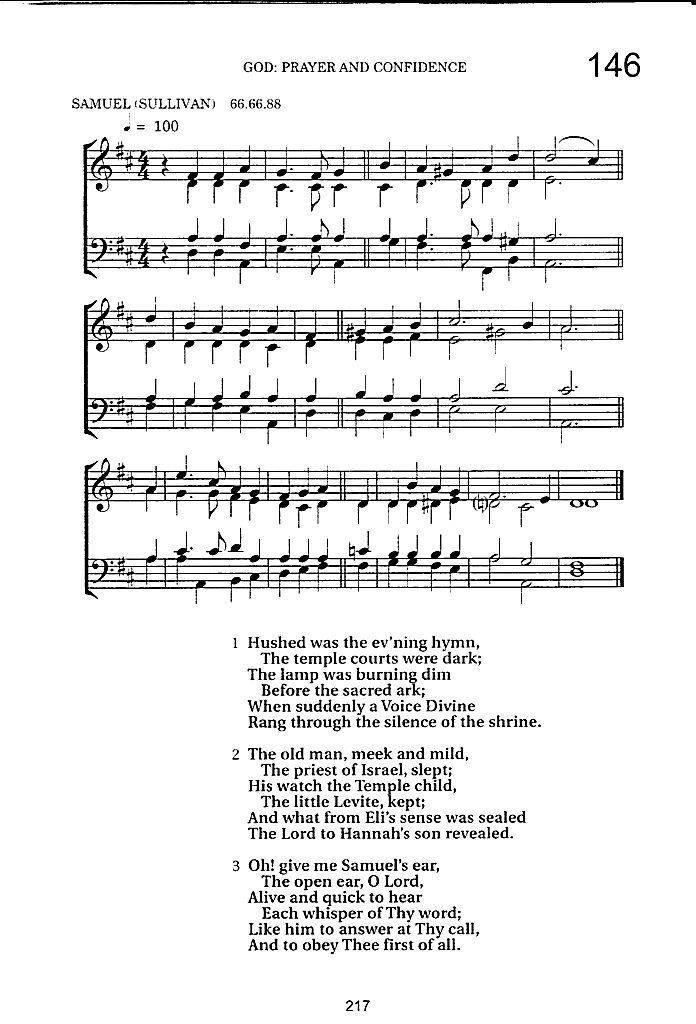 GOD: PRAYER AND CONFIDENCE
146
SAMUEL (SULLIVAN) 66.66.88
♩ = 100
1 Hushed was the ev'ning hymn,
The temple courts were dark;
The lamp was burning dim
Before the sacred ark;
When suddenly a Voice Divine
Rang through the silence of the shrine.
2 The old man, meek and mild,
The priest of Israel, slept;
His watch the Temple child,
The little Levite, kept;
And what from Eli's sense was sealed
The Lord to Hannah's son revealed.
3 Oh! give me Samuel's ear,
The open ear, O Lord,
Alive and quick to hear
Each whisper of Thy word;
Like him to answer at Thy call,
And to obey Thee first of all.
217